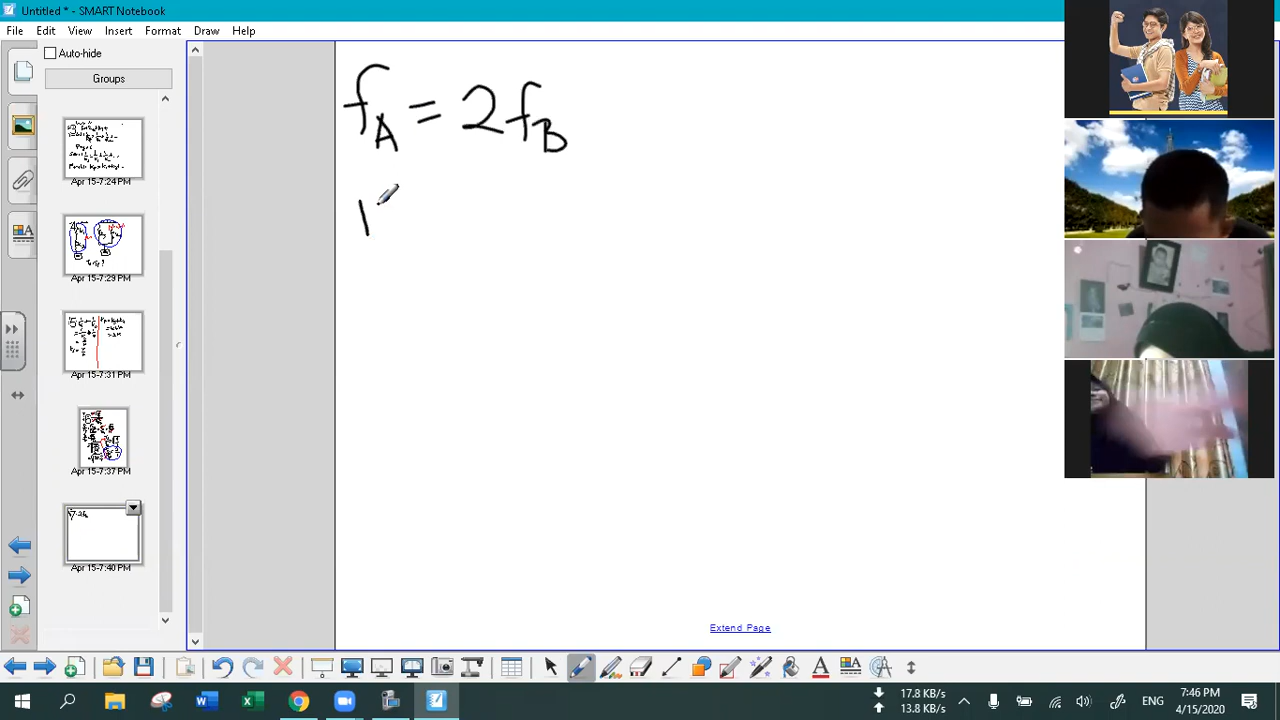 Untitled * - SMART Notebook
File Edit View Insert Format Draw Help
Auto-hide
Groups
Apr 15-7:24 PM
Apr 15-7:29 PM
Apr 15-7:31 PM
Apr 15-7:37 PM
Apr 15-7:40 PM
f_A = 2 f_B
Extend Page
17.8 KB/s
13.8 KB/s
ENG
7:46 PM
4/15/2020